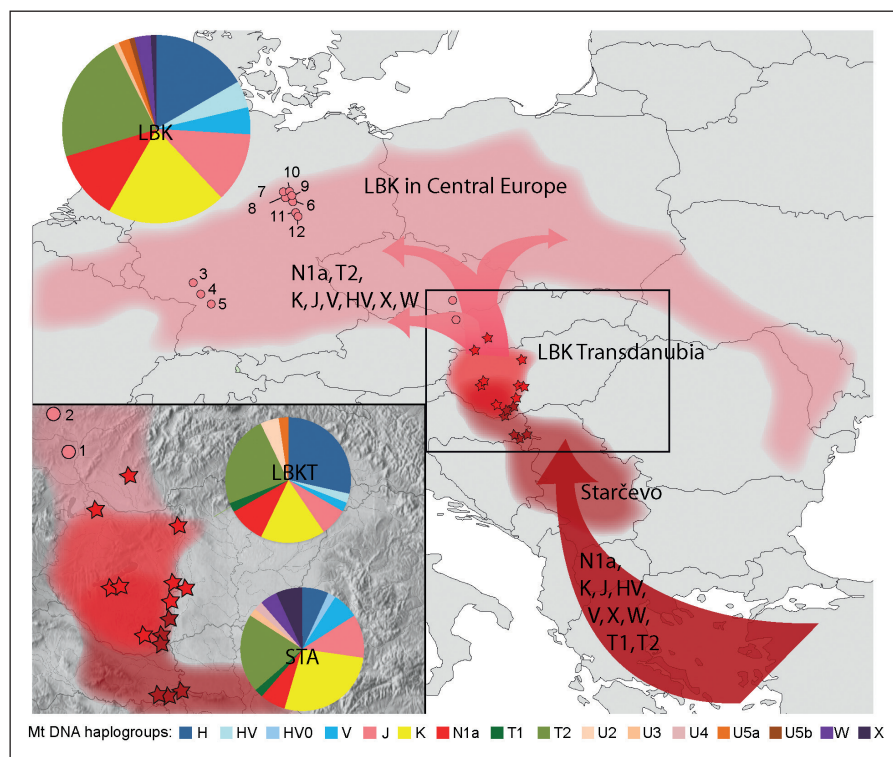 LBK
10
7
9
8
6
11
12
LBK in Central Europe
3
4
5
N1a, T2,
K, J, V, HV, X, W
LBK Transdanubia
2
1
LBKT
Starčevo
N1a,
K, J, HV,
V, X, W,
T1, T2
STA
Mt DNA haplogroups: H HV HV0 V J K N1a T1 T2 U2 U3 U4 U5a U5b W X